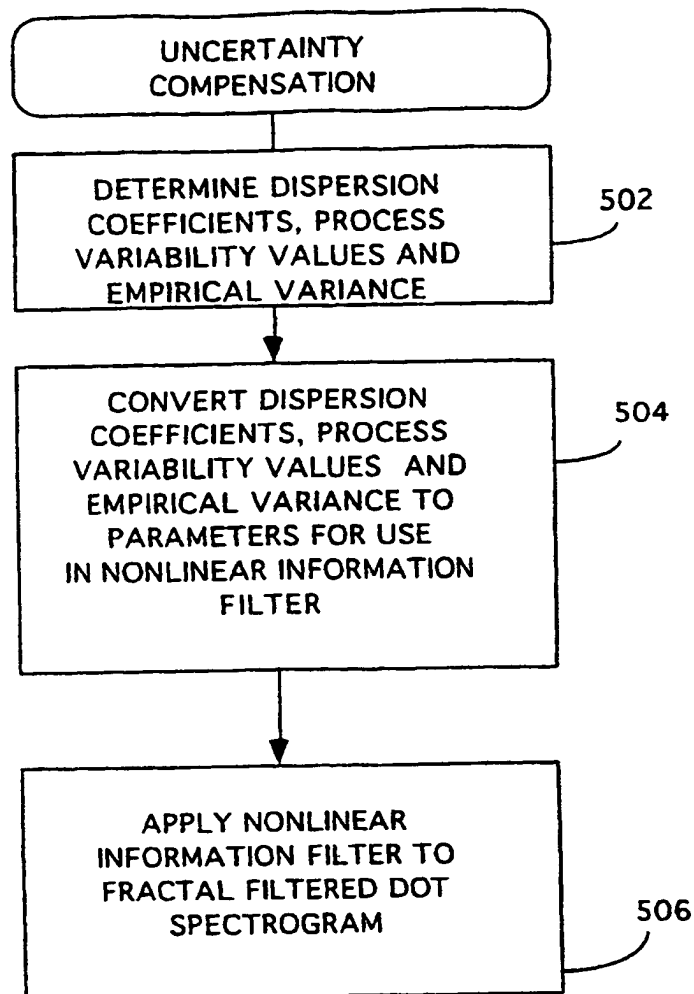 UNCERTAINTY
COMPENSATION
DETERMINE DISPERSION
COEFFICIENTS, PROCESS
VARIABILITY VALUES AND
EMPIRICAL VARIANCE
502
CONVERT DISPERSION
COEFFICIENTS, PROCESS
VARIABILITY VALUES AND
EMPIRICAL VARIANCE TO
PARAMETERS FOR USE
IN NONLINEAR INFORMATION
FILTER
504
APPLY NONLINEAR
INFORMATION FILTER TO
FRACTAL FILTERED DOT
SPECTROGRAM
506